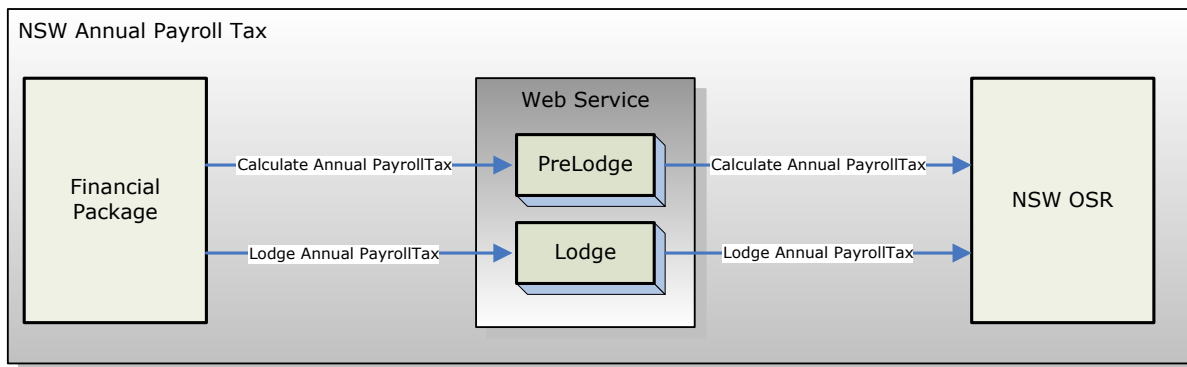 NSW Annual Payroll Tax
Financial
Package
Calculate Annual PayrollTax
Lodge Annual PayrollTax
Web Service
PreLodge
Lodge
Calculate Annual PayrollTax
Lodge Annual PayrollTax
NSW OSR